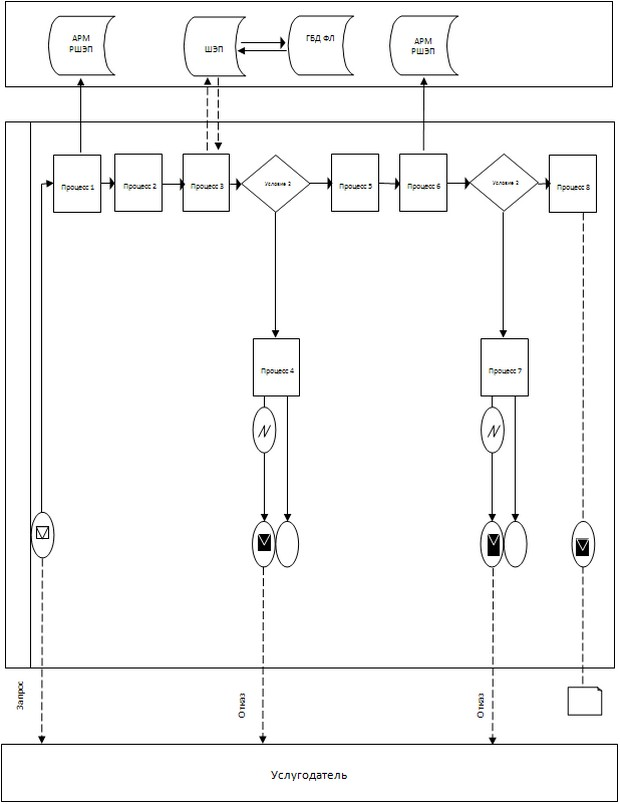 АРМ
РШЭП
ШЭП
ГБД ФЛ
АРМ
РШЭП
Процесс 1
Процесс 2
Процесс 3
Условие 2
Процесс 5
Процесс 6
Условие 2
Процесс 8
Процесс 4
Процесс 7
Запрос
Отказ
Отказ
Услугодатель